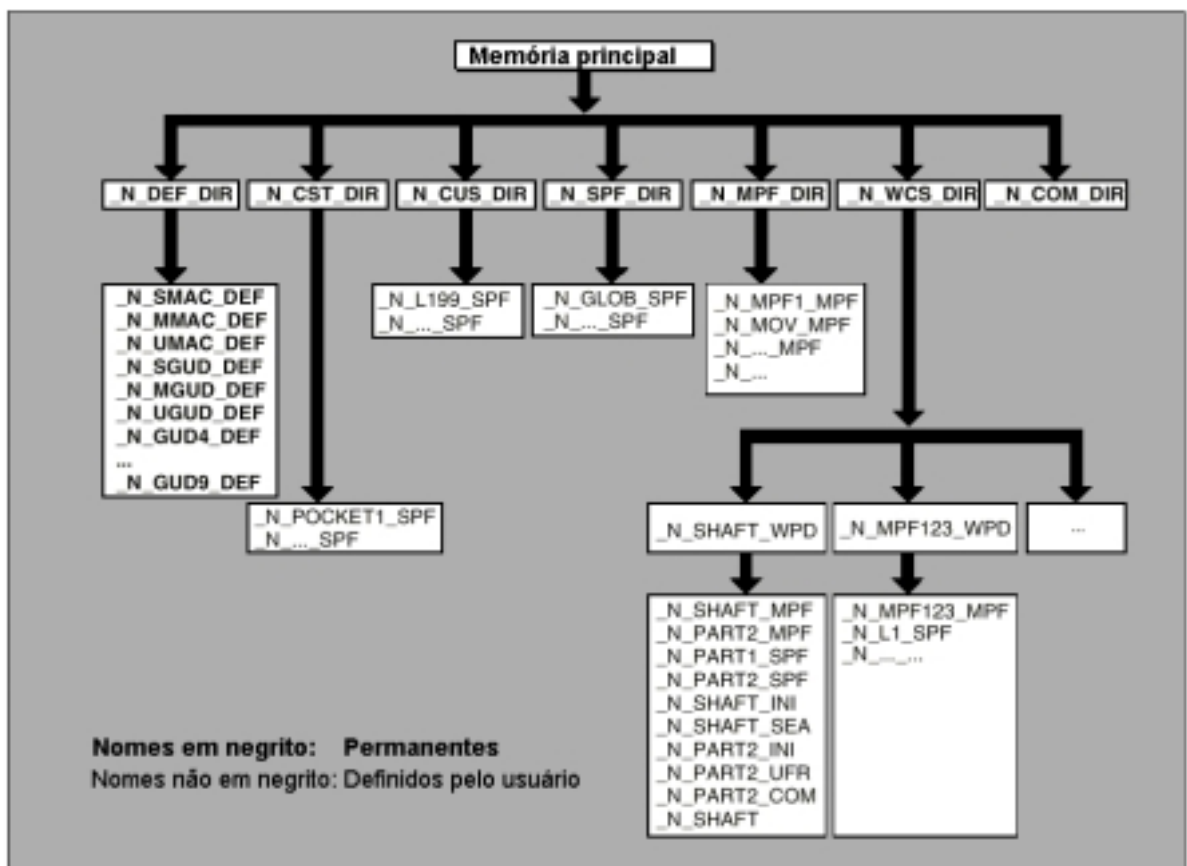 Memória principal
_N_DEF_DIR
_N_CST_DIR
_N_CUS_DIR
_N_SPF_DIR
_N_MPF_DIR
_N_WCS_DIR
_N_COM_DIR
_N_SMAC_DEF
_N_MMAC_DEF
_N_UMAC_DEF
_N_SGUD_DEF
_N_MGUD_DEF
_N_UGUD_DEF
_N_GUD4_DEF
...
_N_GUD9_DEF
_N_POCKET1_SPF
_N_..._SPF
_N_L199_SPF
_N_..._SPF
_N_GLOB_SPF
_N_..._SPF
_N_MPF1_MPF
_N_MOV_MPF
_N_..._MPF
_N_...
_N_SHAFT_WPD
_N_MPF123_WPD
...
_N_SHAFT_MPF
_N_PART2_MPF
_N_PART1_SPF
_N_PART2_SPF
_N_SHAFT_INI
_N_SHAFT_SEA
_N_PART2_INI
_N_PART2_UFR
_N_PART2_COM
_N_SHAFT
_N_MPF123_MPF
_N_L1_SPF
_N_..._...
Nomes em negrito: Permanentes
Nomes não em negrito: Definidos pelo usuário